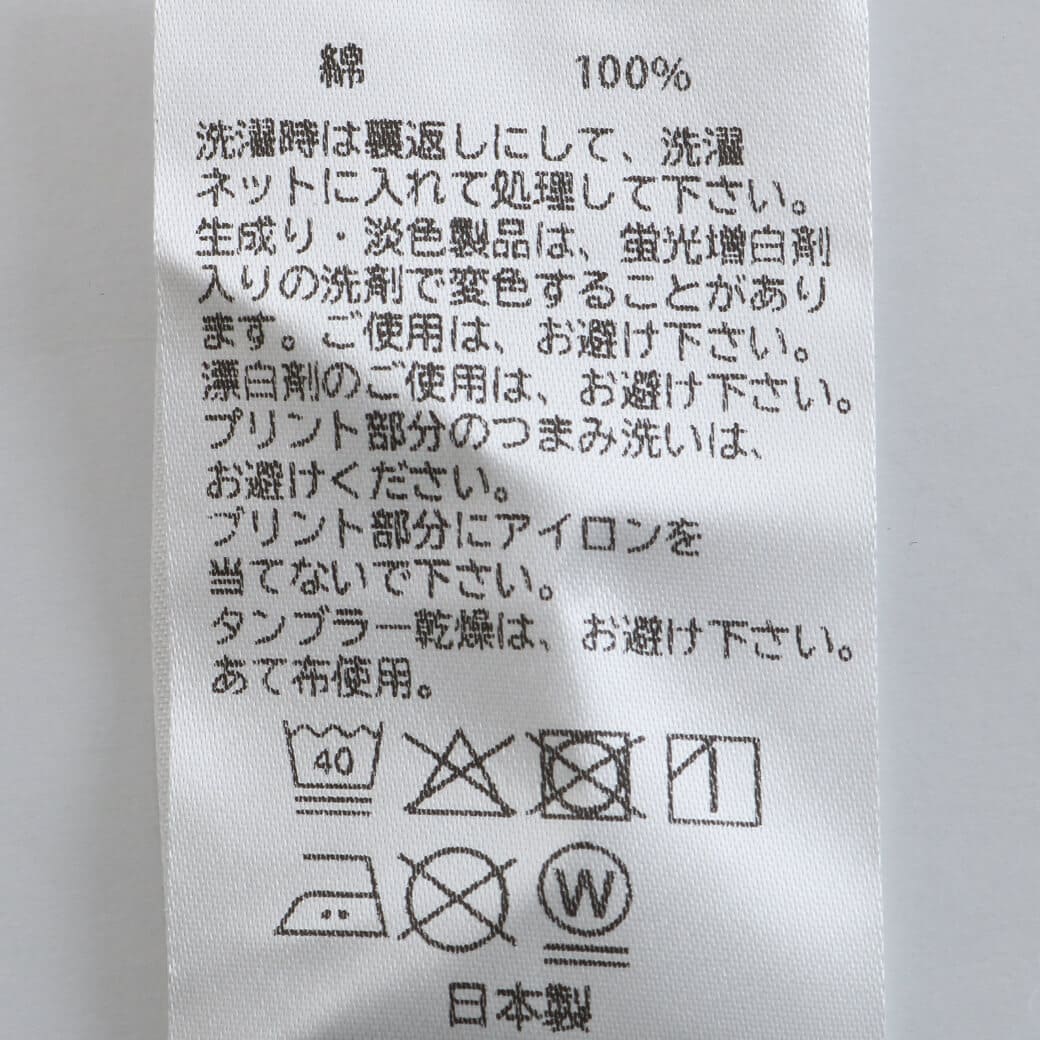 綿 100%
洗濯時は裏返しにして、洗濯
ネットに入れて処理して下さい。
生成り・淡色製品は、蛍光増白剤
入りの洗剤で変色することがあり
ます。ご使用は、お避け下さい。
漂白剤のご使用は、お避け下さい。
プリント部分のつまみ洗いは、
お避けください。
プリント部分にアイロンを
当てないで下さい。
タンブラー乾燥は、お避け下さい。
あて布使用。
40
W
日本製